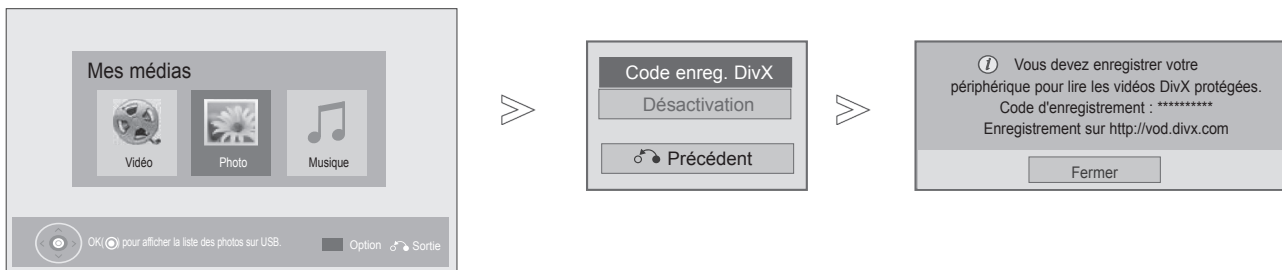 Mes médias
Vidéo
Photo
Musique
OK(◉) pour afficher la liste des photos sur USB.
Option
Sortie
Code enreg. DivX
Désactivation
Précédent
Vous devez enregistrer votre
périphérique pour lire les vidéos DivX protégées.
Code d'enregistrement : **********
Enregistrement sur http://vod.divx.com
Fermer